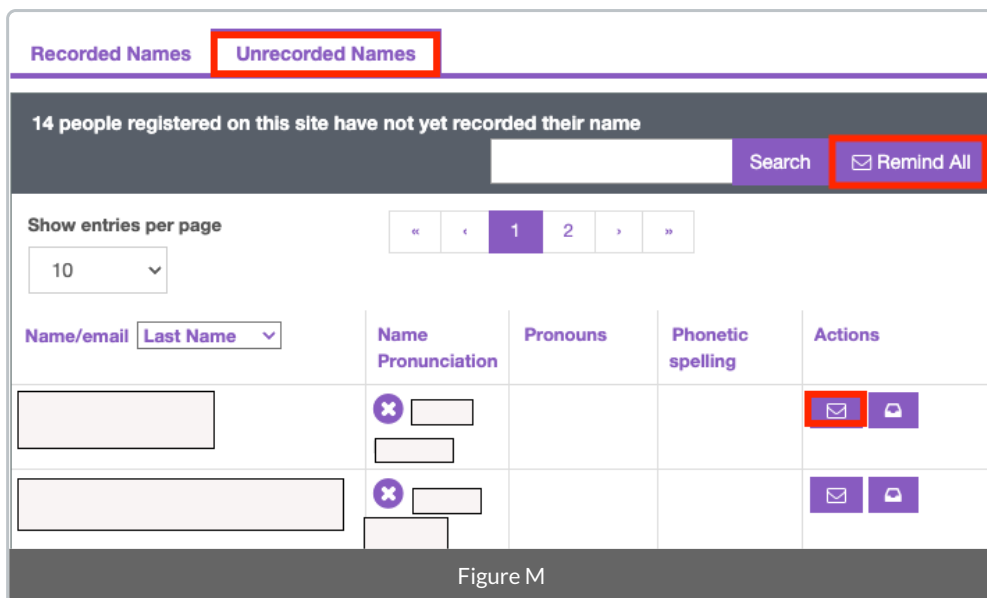 Recorded Names Unrecorded Names
14 people registered on this site have not yet recorded their name
Search Remind All
Show entries per page
« ‹ 1 2 › »
10
Name/email Last Name Name Pronunciation Pronouns Phonetic spelling Actions
Figure M